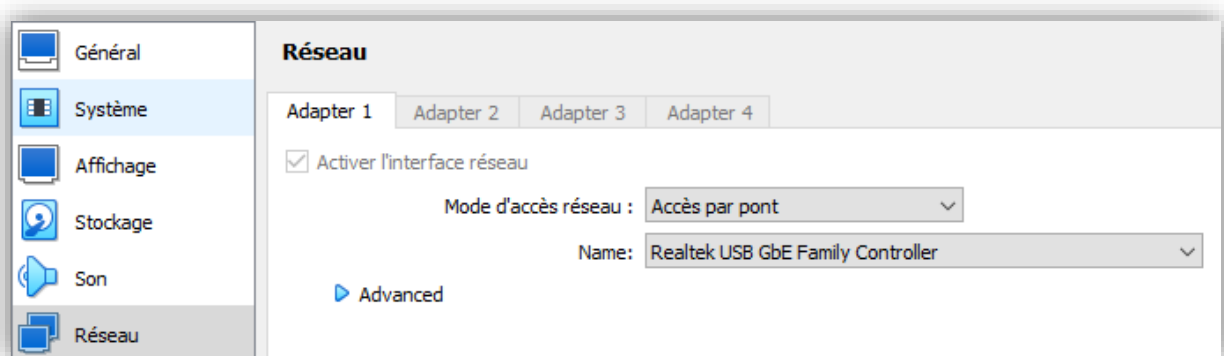 Général
Système
Affichage
Stockage
Son
Réseau
Réseau
Adapter 1 Adapter 2 Adapter 3 Adapter 4
Activer l'interface réseau
Mode d'accès réseau : Accès par pont
Name: Realtek USB GbE Family Controller
Advanced